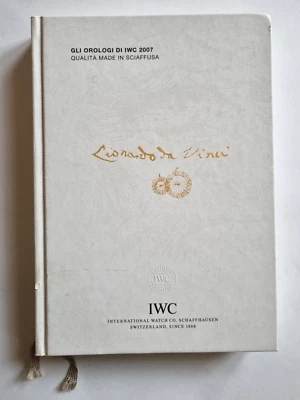 GLI OROLOGI DI IWC 2007
QUALITÀ MADE IN SCIAFFUSA
Lionardo da Vinci
IWC
IWC
INTERNATIONAL WATCH CO. SCHAFFHAUSEN
SWITZERLAND, SINCE 1868